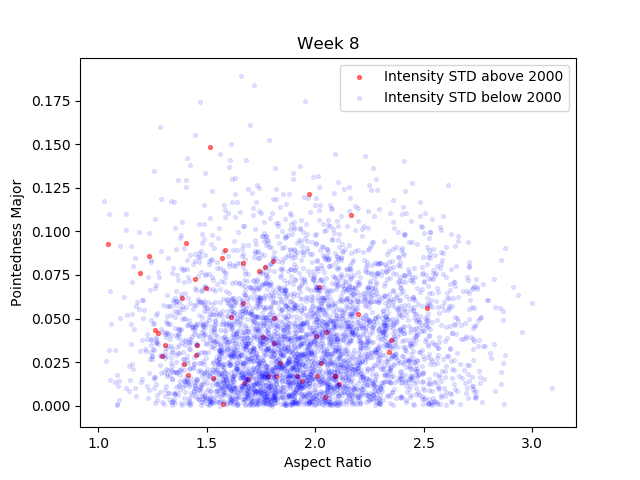 Week 8
Intensity STD above 2000
Intensity STD below 2000
Pointedness Major
0.175
0.150
0.125
0.100
0.075
0.050
0.025
0.000
1.0 1.5 2.0 2.5 3.0
Aspect Ratio